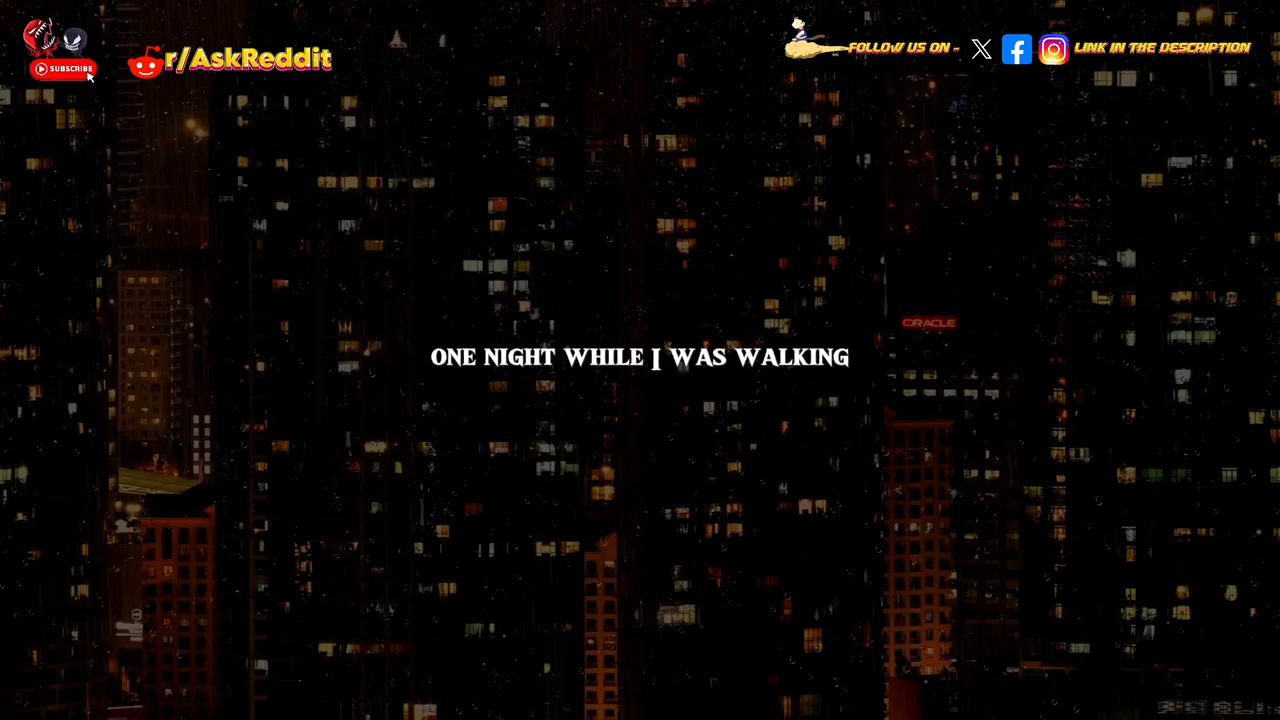 SUBSCRIBE
r/AskReddit
FOLLOW US ON -
LINK IN THE DESCRIPTION
ORACLE
ONE NIGHT WHILE I WAS WALKING